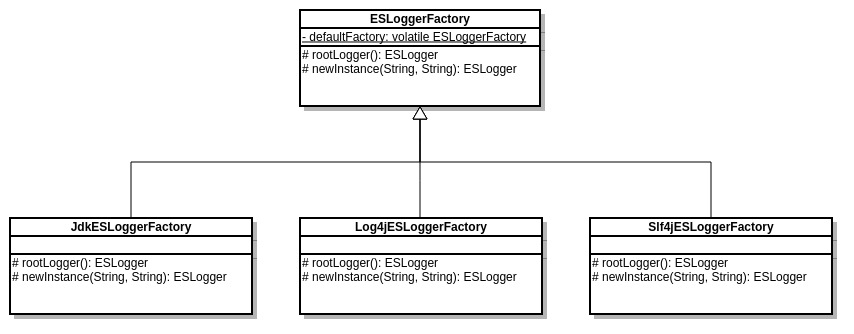 ESLoggerFactory
- defaultFactory: volatile ESLoggerFactory
# rootLogger(): ESLogger
# newInstance(String, String): ESLogger
JdkESLoggerFactory
# rootLogger(): ESLogger
# newInstance(String, String): ESLogger
Log4jESLoggerFactory
# rootLogger(): ESLogger
# newInstance(String, String): ESLogger
Slf4jESLoggerFactory
# rootLogger(): ESLogger
# newInstance(String, String): ESLogger